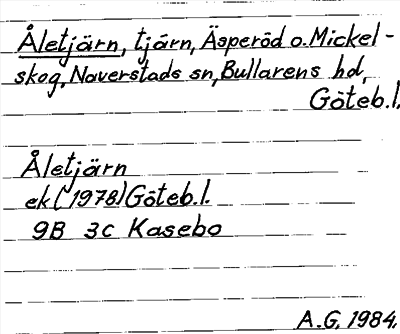 Åletjärn, tjärn, Äsperöd o. Mickel-
skog, Naverstads sn, Bullarens hd,
Göteb.l.
Åletjärn
ek (1978) Göteb.l.
9B 3c Kasebo
A.G. 1984.